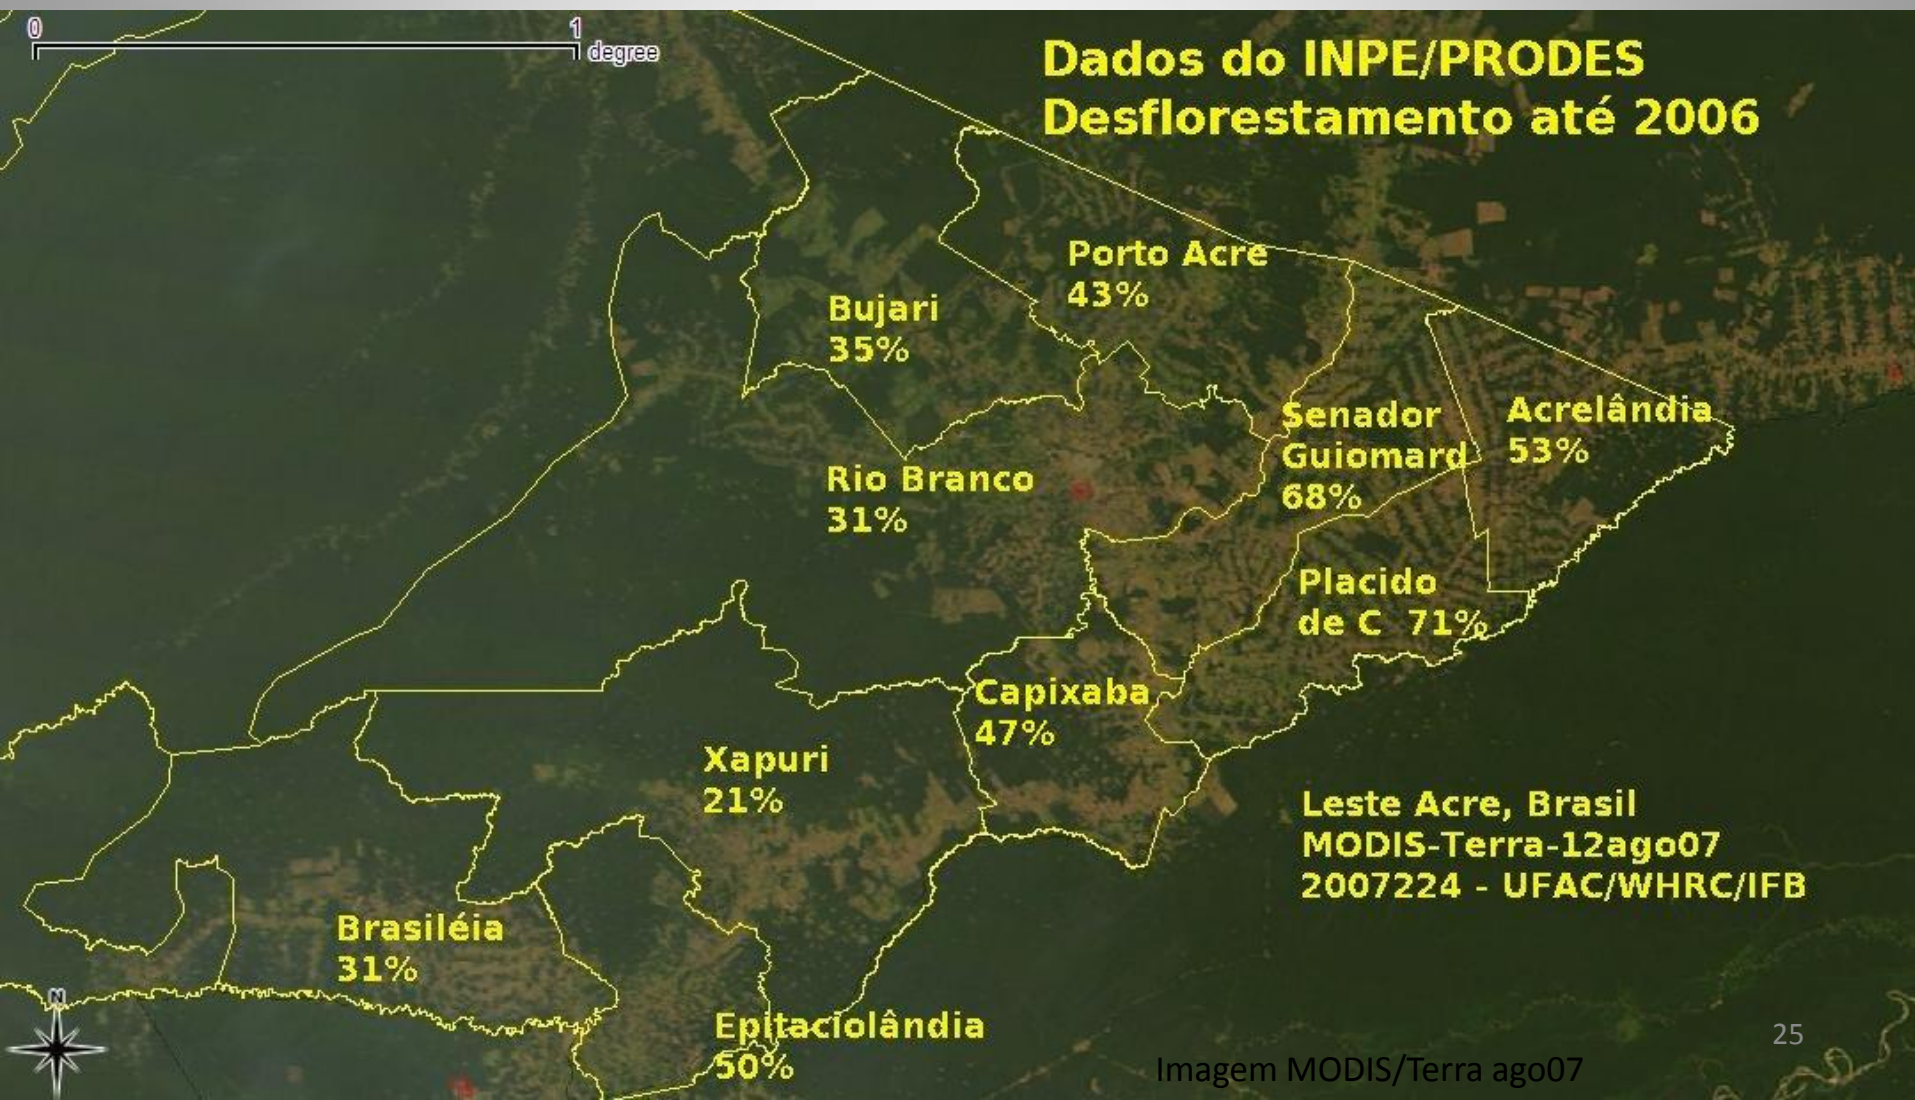 0 1
degree
Dados do INPE/PRODES
Desflorestamento até 2006
Porto Acre
43%
Bujari
35%
Senador
Guiomard
68%
Acrelândia
53%
Rio Branco
31%
Placido
de C 71%
Capixaba
47%
Xapuri
21%
Leste Acre, Brasil
MODIS-Terra-12ago07
2007224 - UFAC/WHRC/IFB
Brasiléia
31%
N
Epitaciolândia
50%
25
Imagem MODIS/Terra ago07